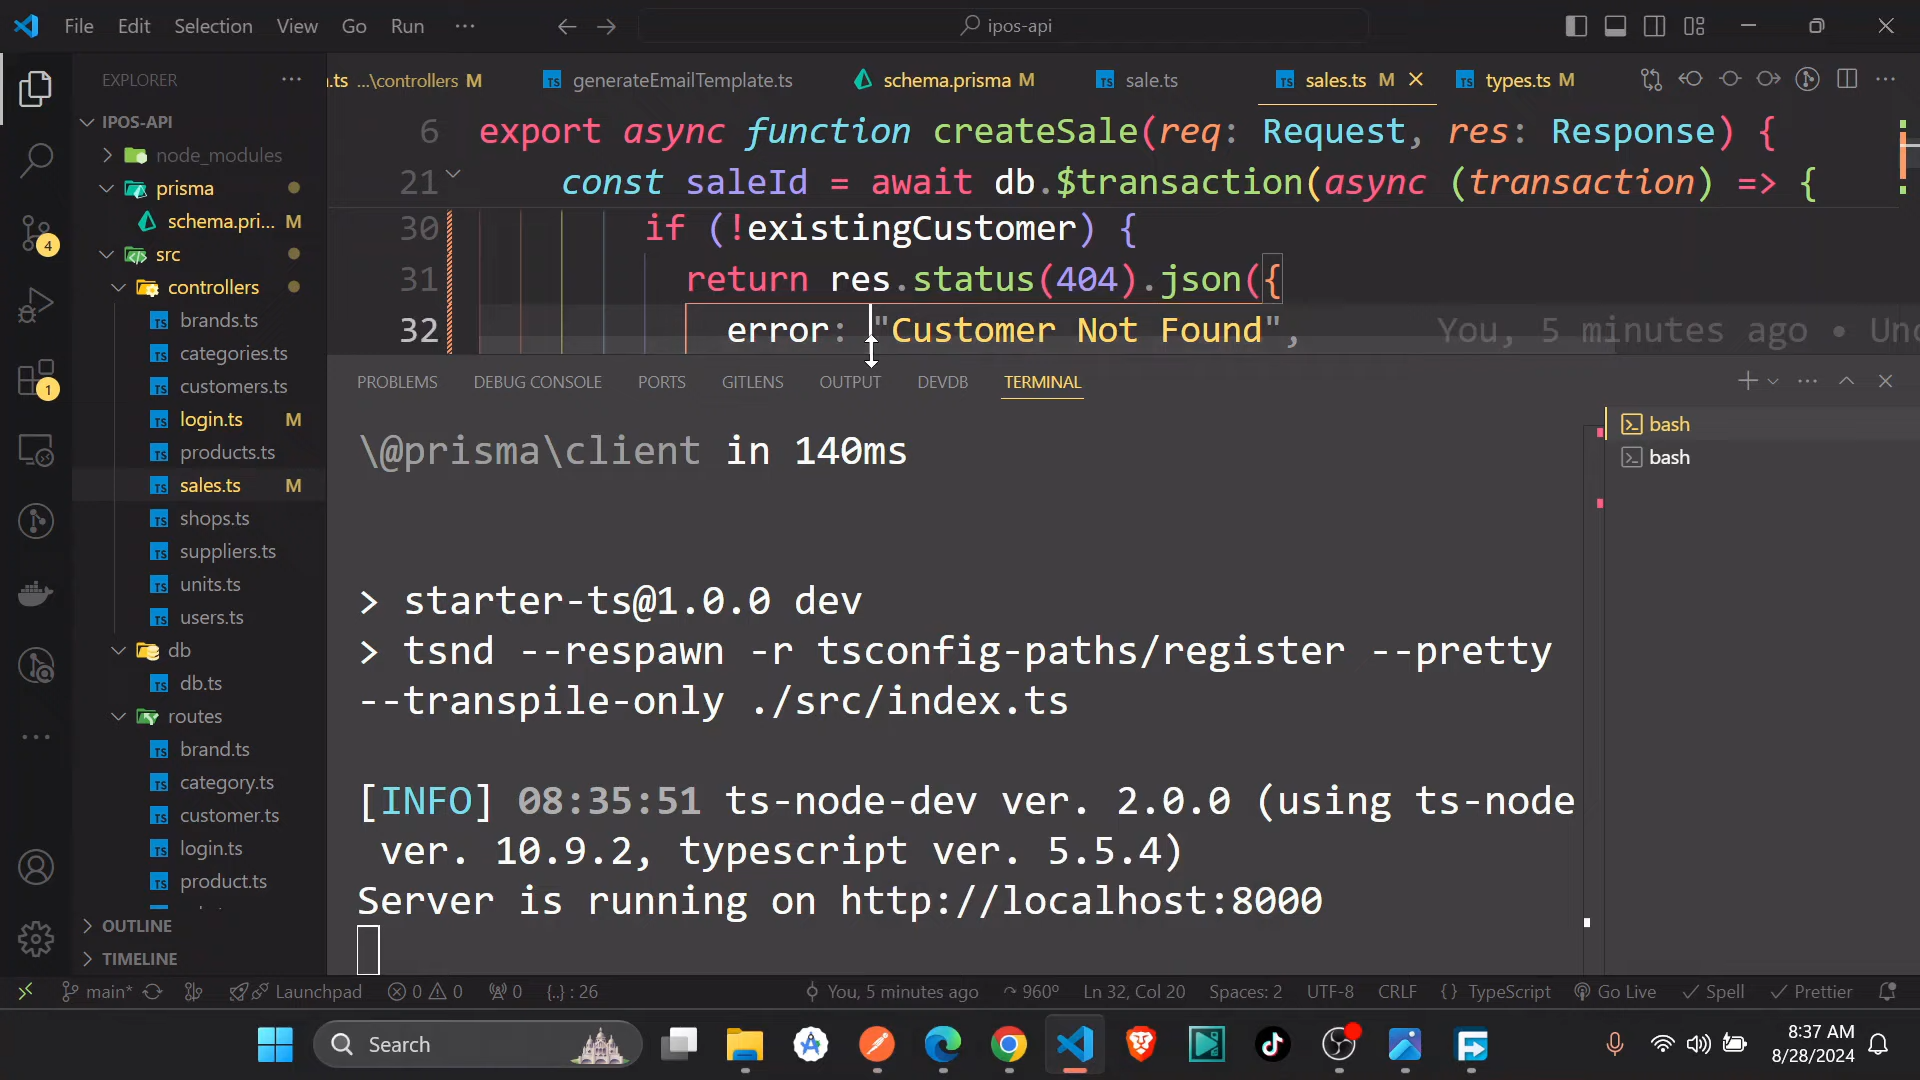 File Edit Selection View Go Run ··· ipos-api
EXPLORER
.ts ...\controllers M generateEmailTemplate.ts schema.prisma M sale.ts sales.ts M types.ts M
IPOS-API
node_modules
prisma
schema.pri... M
src
controllers
brands.ts
categories.ts
customers.ts
login.ts M
products.ts
sales.ts M
shops.ts
suppliers.ts
units.ts
users.ts
db
db.ts
routes
brand.ts
category.ts
customer.ts
login.ts
product.ts
OUTLINE
TIMELINE
4
1
6 export async function createSale(req: Request, res: Response) {
21 const saleId = await db.$transaction(async (transaction) => {
30 if (!existingCustomer) {
31 return res.status(404).json({
32 error: "Customer Not Found", You, 5 minutes ago • Unc
PROBLEMS DEBUG CONSOLE PORTS GITLENS OUTPUT DEVDB TERMINAL
\@prisma\client in 140ms
> starter-ts@1.0.0 dev
> tsnd --respawn -r tsconfig-paths/register --pretty
--transpile-only ./src/index.ts
[INFO] 08:35:51 ts-node-dev ver. 2.0.0 (using ts-node
ver. 10.9.2, typescript ver. 5.5.4)
Server is running on http://localhost:8000
bash
bash
main* Launchpad 0 0 0 {..} : 26 You, 5 minutes ago 960° Ln 32, Col 20 Spaces: 2 UTF-8 CRLF {} TypeScript Go Live Spell Prettier
Search
8:37 AM
8/28/2024